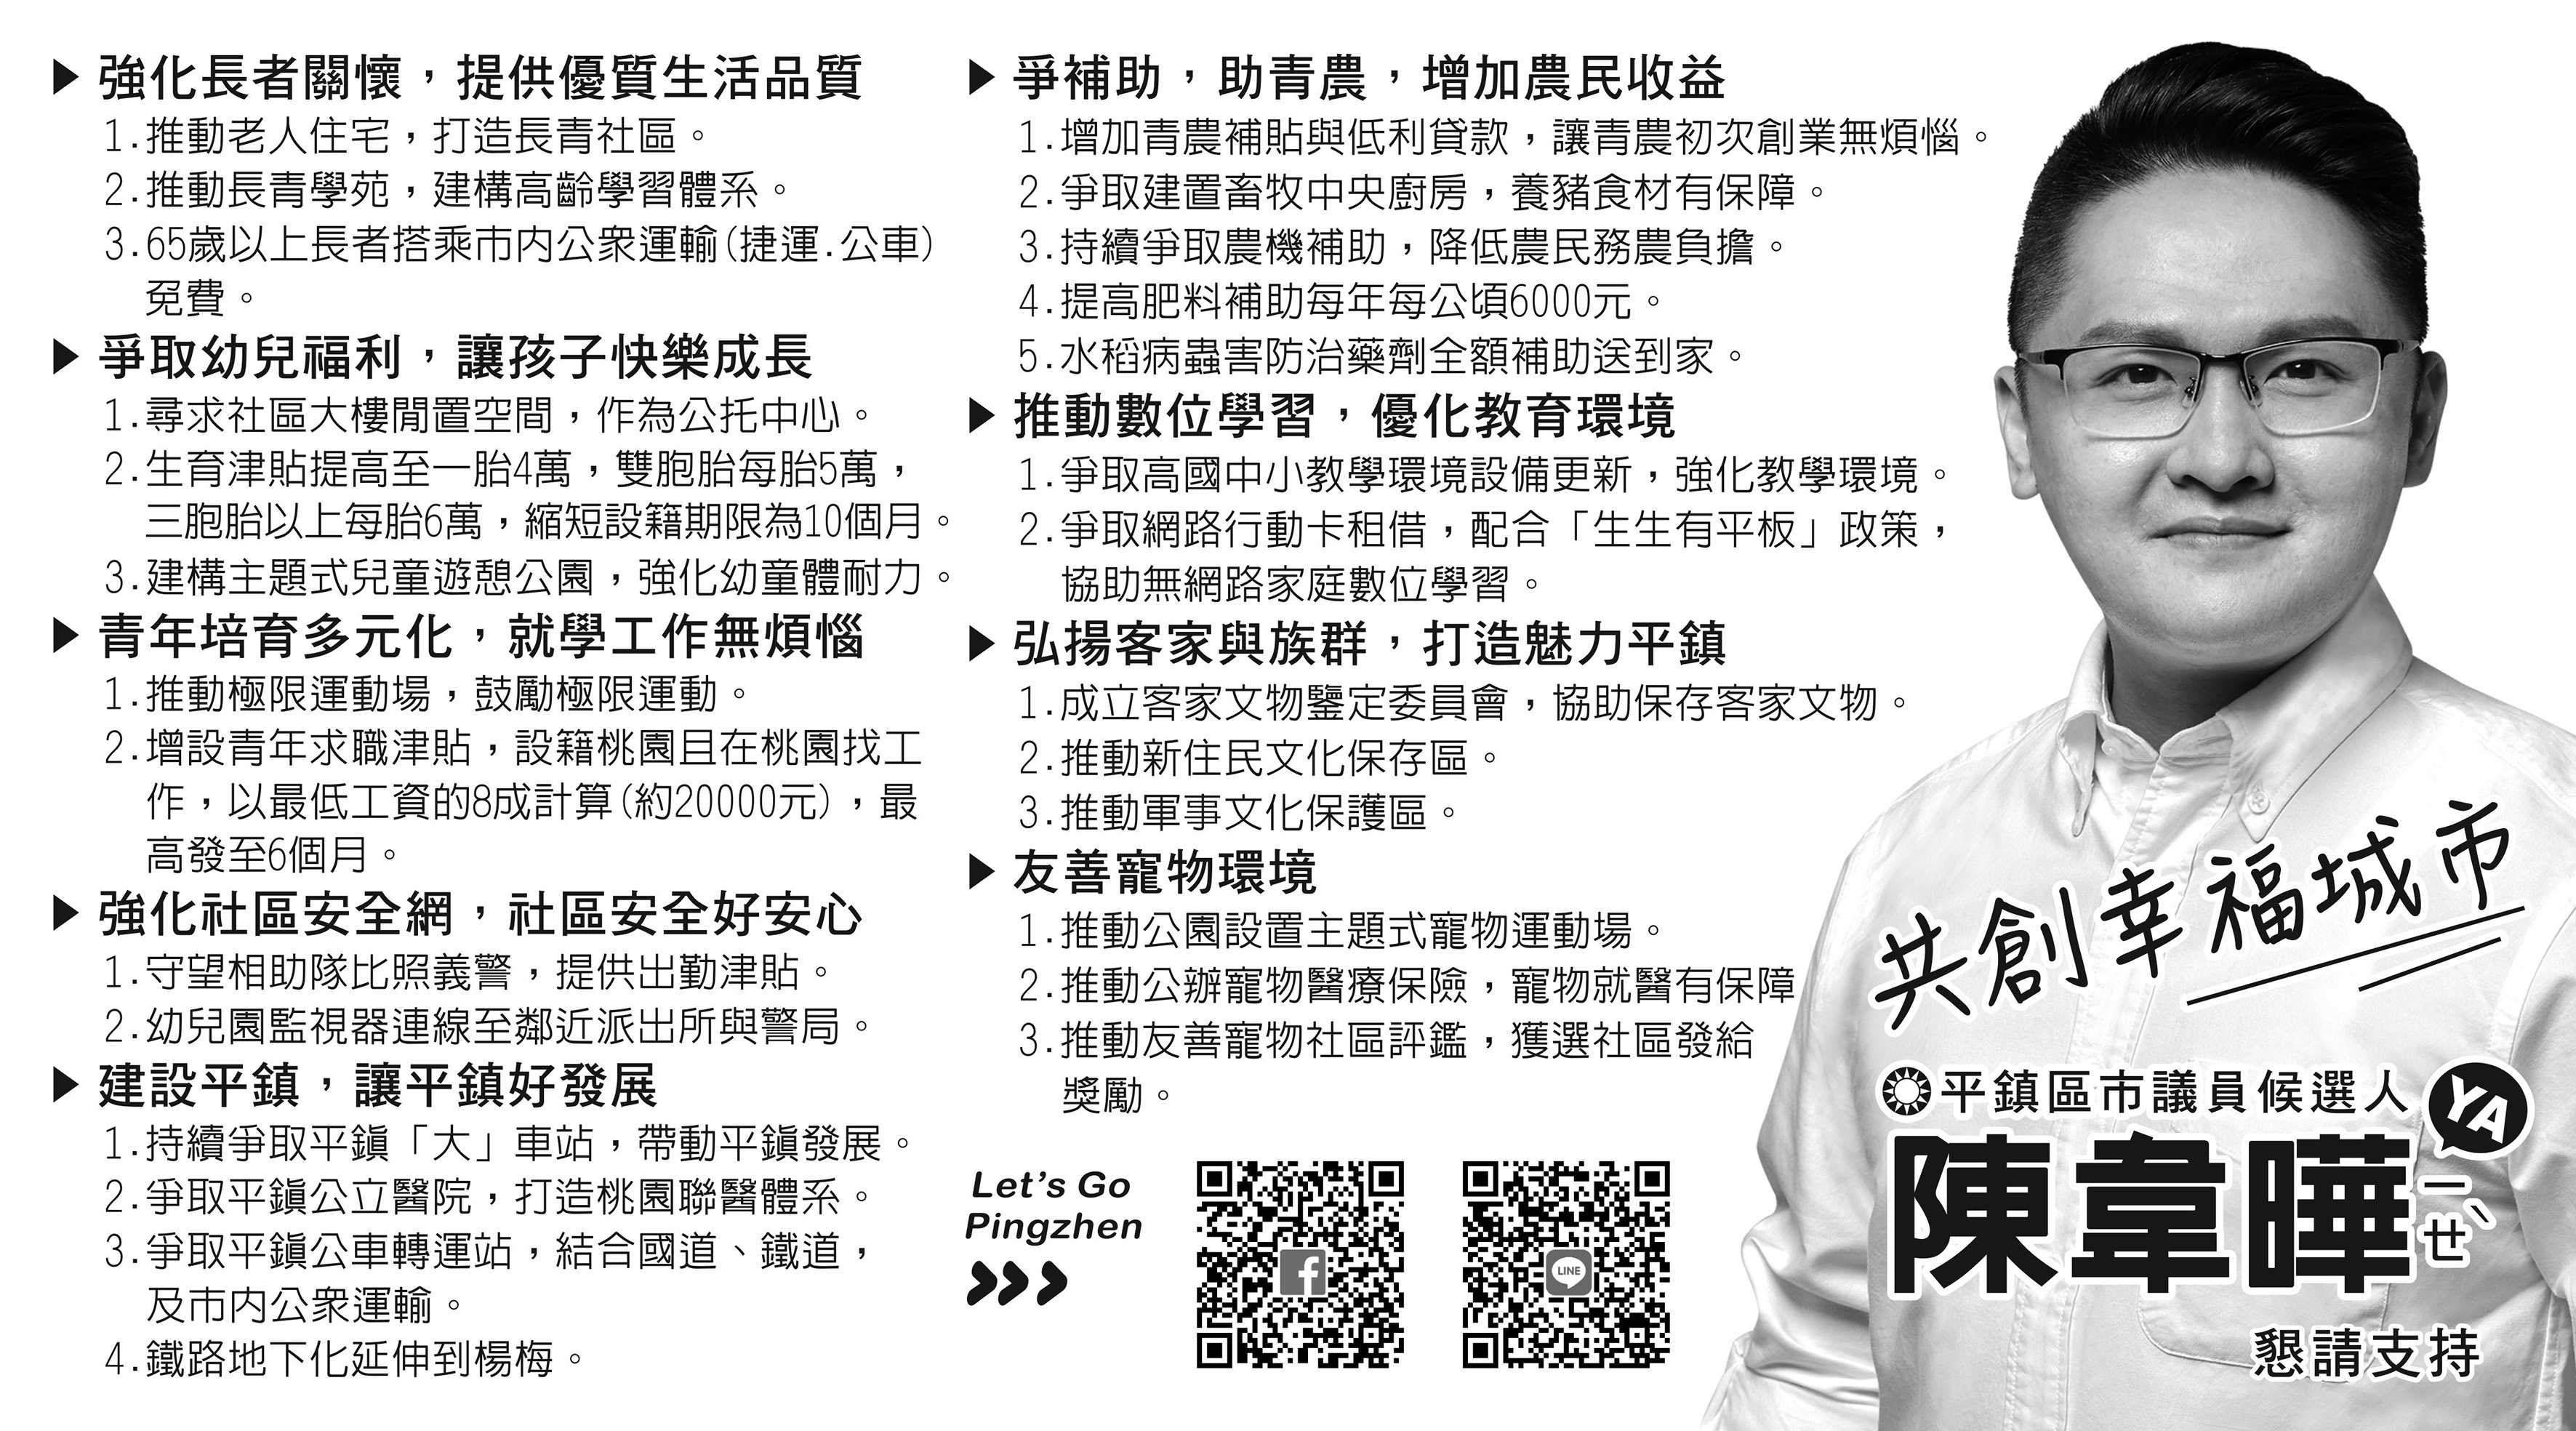 ▶ 強化長者關懷，提供優質生活品質
1.推動老人住宅，打造長青社區。
2.推動長青學苑，建構高齡學習體系。
3.65歲以上長者搭乘市內公眾運輸(捷運.公車)
免費。
▶ 爭取幼兒福利，讓孩子快樂成長
1.尋求社區大樓閒置空間，作為公托中心。
2.生育津貼提高至一胎4萬，雙胞胎每胎5萬，
三胞胎以上每胎6萬，縮短設籍期限為10個月。
3.建構主題式兒童遊憩公園，強化幼童體耐力。
▶ 青年培育多元化，就學工作無煩惱
1.推動極限運動場，鼓勵極限運動。
2.增設青年求職津貼，設籍桃園且在桃園找工
作，以最低工資的8成計算(約20000元)，最
高發至6個月。
▶ 強化社區安全網，社區安全好安心
1.守望相助隊比照義警，提供出勤津貼。
2.幼兒園監視器連線至鄰近派出所與警局。
▶ 建設平鎮，讓平鎮好發展
1.持續爭取平鎮「大」車站，帶動平鎮發展。
2.爭取平鎮公立醫院，打造桃園聯醫體系。
3.爭取平鎮公車轉運站，結合國道、鐵道，
及市內公眾運輸。
4.鐵路地下化延伸到楊梅。
▶ 爭補助，助青農，增加農民收益
1.增加青農補貼與低利貸款，讓青農初次創業無煩惱。
2.爭取建置畜牧中央廚房，養豬食材有保障。
3.持續爭取農機補助，降低農民務農負擔。
4.提高肥料補助每年每公頃6000元。
5.水稻病蟲害防治藥劑全額補助送到家。
▶ 推動數位學習，優化教育環境
1.爭取高國中小教學環境設備更新，強化教學環境。
2.爭取網路行動卡租借，配合「生生有平板」政策，
協助無網路家庭數位學習。
▶ 弘揚客家與族群，打造魅力平鎮
1.成立客家文物鑒定委員會，協助保存客家文物。
2.推動新住民文化保存區。
3.推動軍事文化保護區。
▶ 友善寵物環境
1.推動公園設置主題式寵物運動場。
2.推動公辦寵物醫療保險，寵物就醫有保障
3.推動友善寵物社區評鑑，獲選社區發給
獎勵。
Let's Go
Pingzhen
f
LINE
共創幸福城市
平鎮區市議員候選人
YA
陳韋曄
ㄧㄝˋ
懇請支持